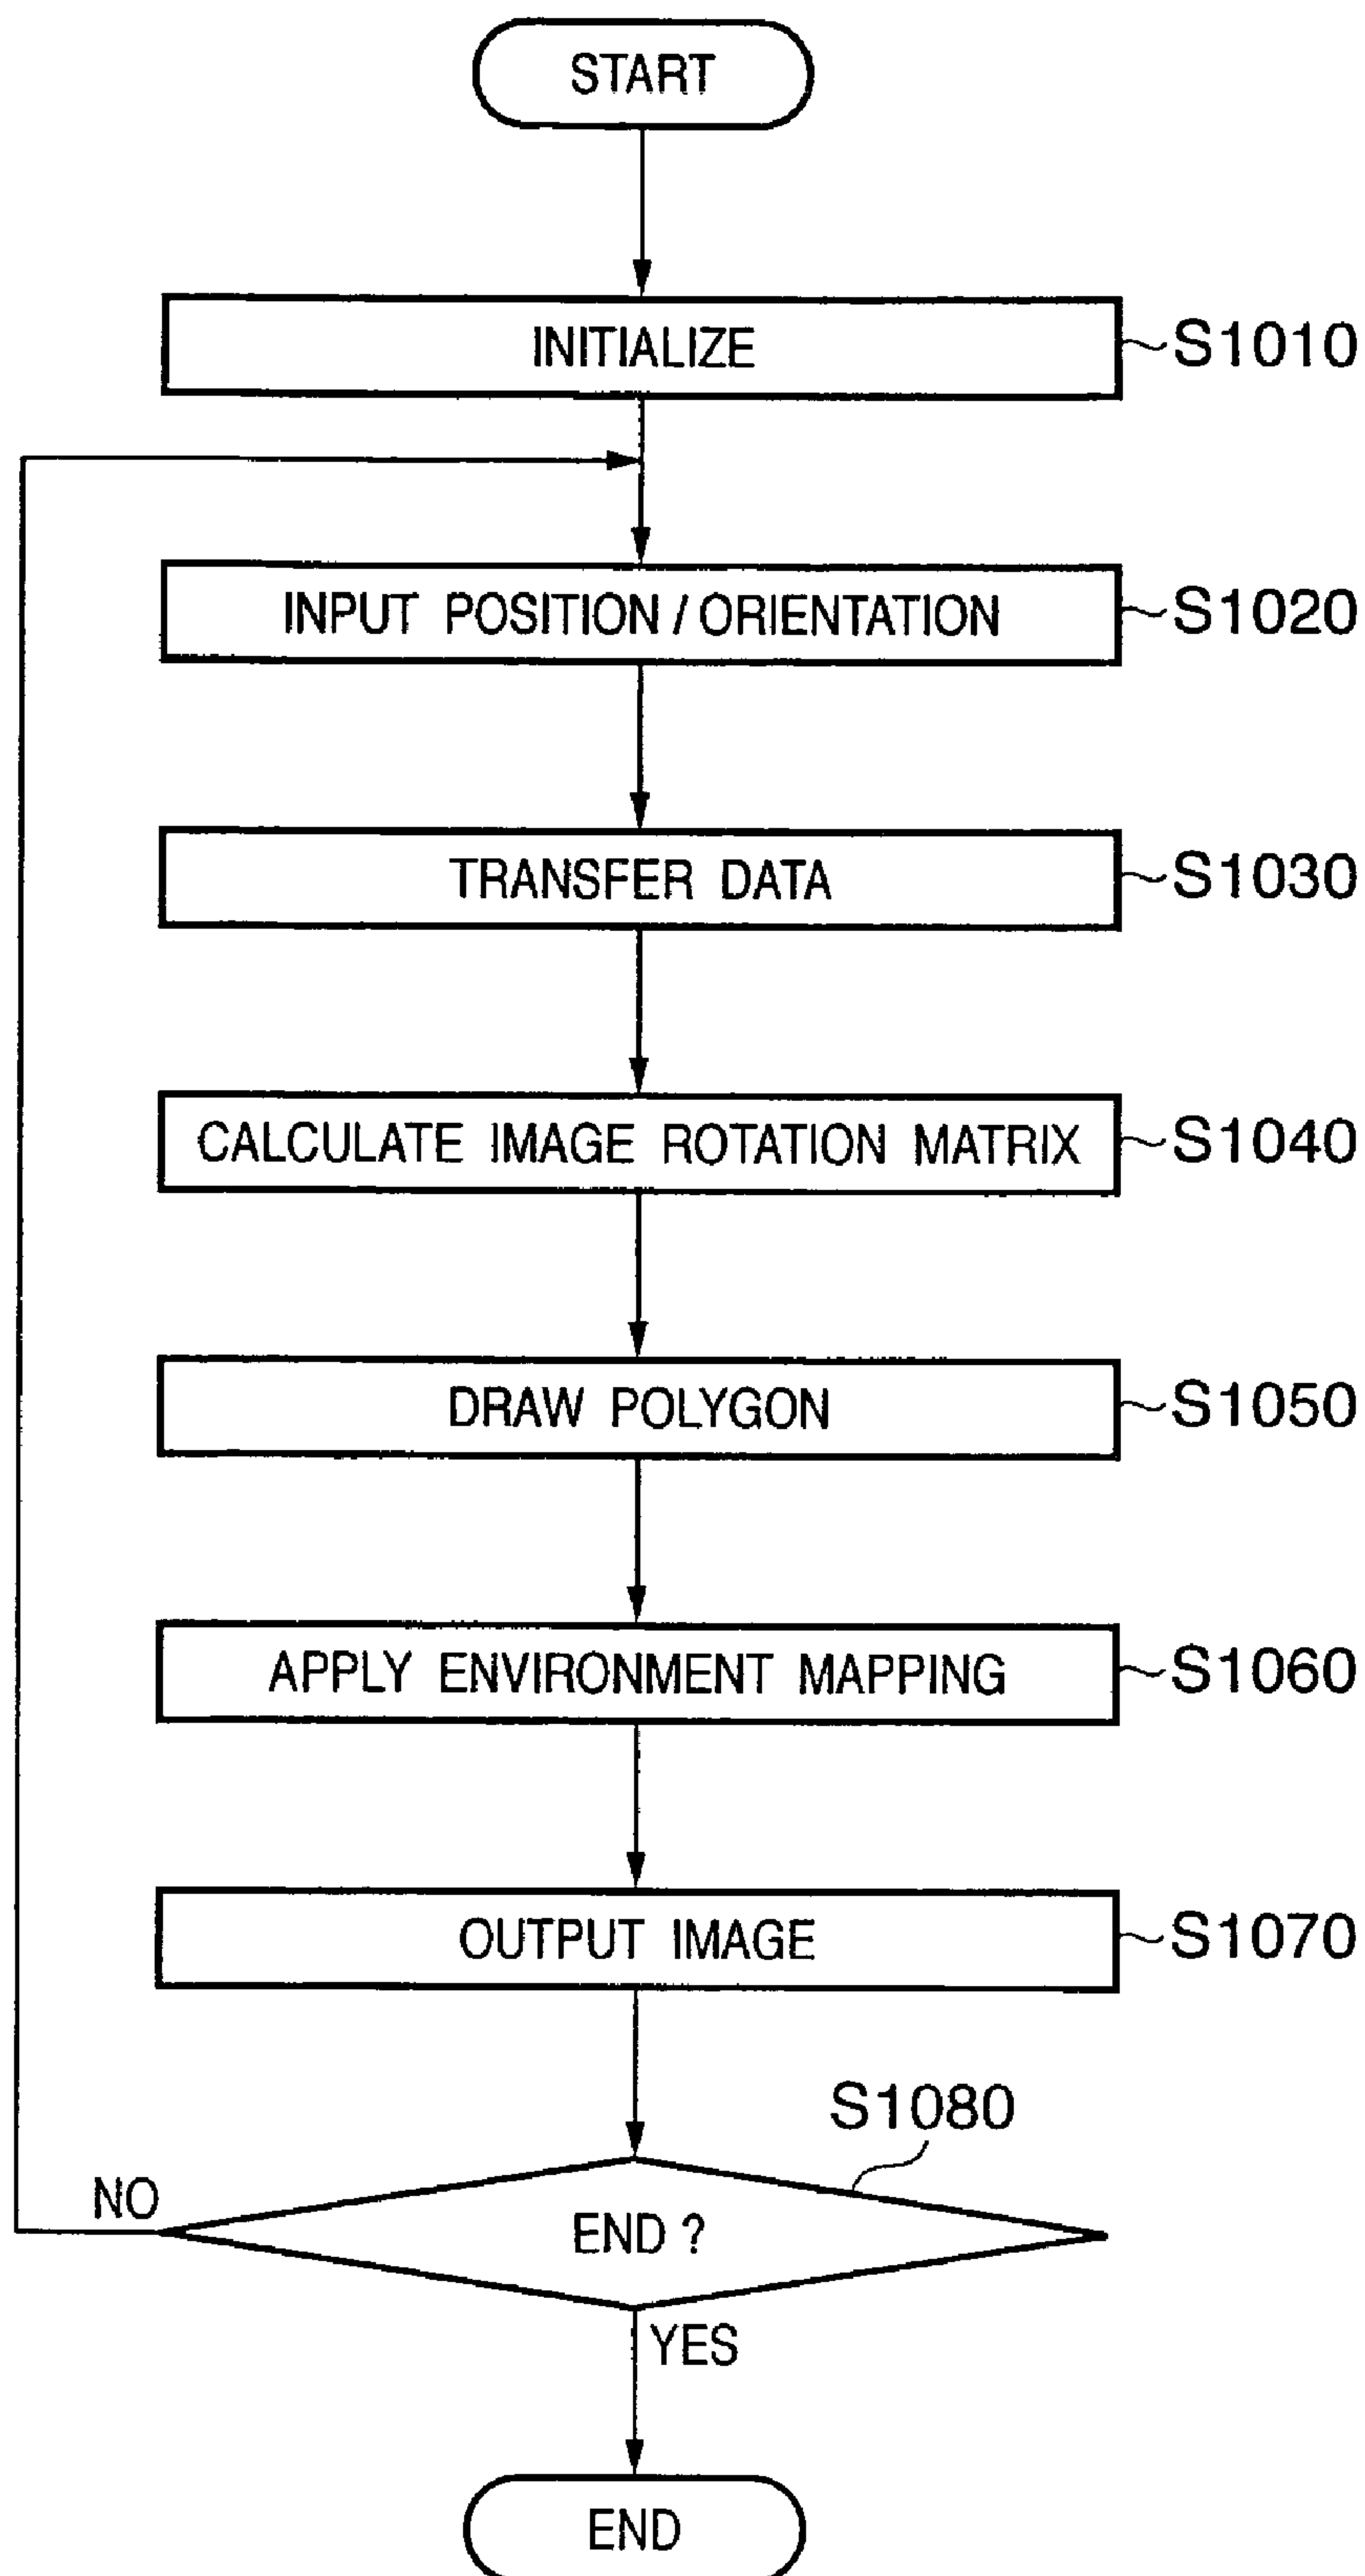 START
INITIALIZE
S1010
INPUT POSITION / ORIENTATION
S1020
TRANSFER DATA
S1030
CALCULATE IMAGE ROTATION MATRIX
S1040
DRAW POLYGON
S1050
APPLY ENVIRONMENT MAPPING
S1060
OUTPUT IMAGE
S1070
S1080
NO
END ?
YES
END